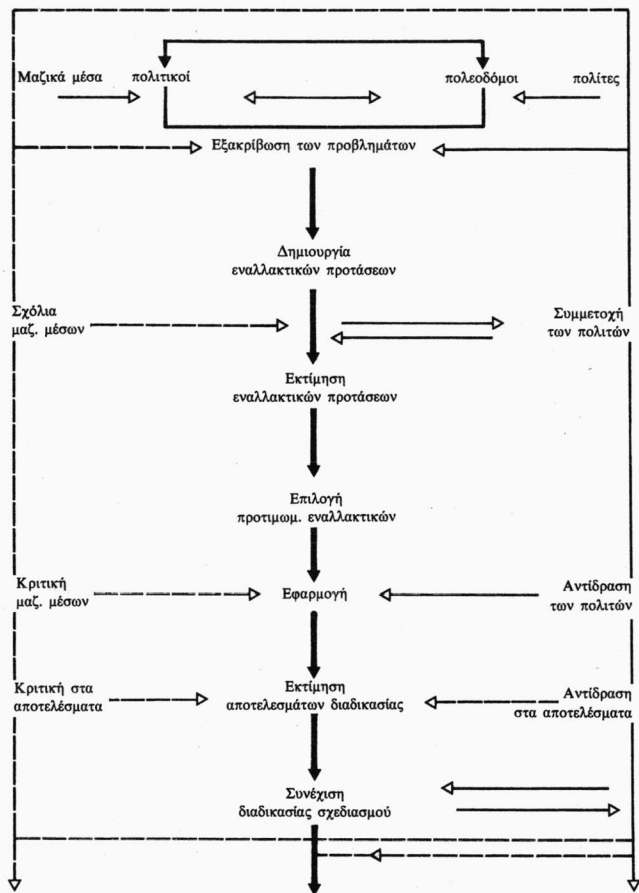 Μαζικά μέσα
πολιτικοί
πολεοδόμοι
πολίτες
Εξακρίβωση των προβλημάτων
Δημιουργία
εναλλακτικών προτάσεων
Σχόλια
μαζ. μέσων
Συμμετοχή
των πολιτών
Εκτίμηση
εναλλακτικών προτάσεων
Επιλογή
προτιμωμ. εναλλακτικών
Κριτική
μαζ. μέσων
Εφαρμογή
Αντίδραση
των πολιτών
Κριτική στα
αποτελέσματα
Εκτίμηση
αποτελεσμάτων διαδικασίας
Αντίδραση
στα αποτελέσματα
Συνέχιση
διαδικασίας σχεδιασμού